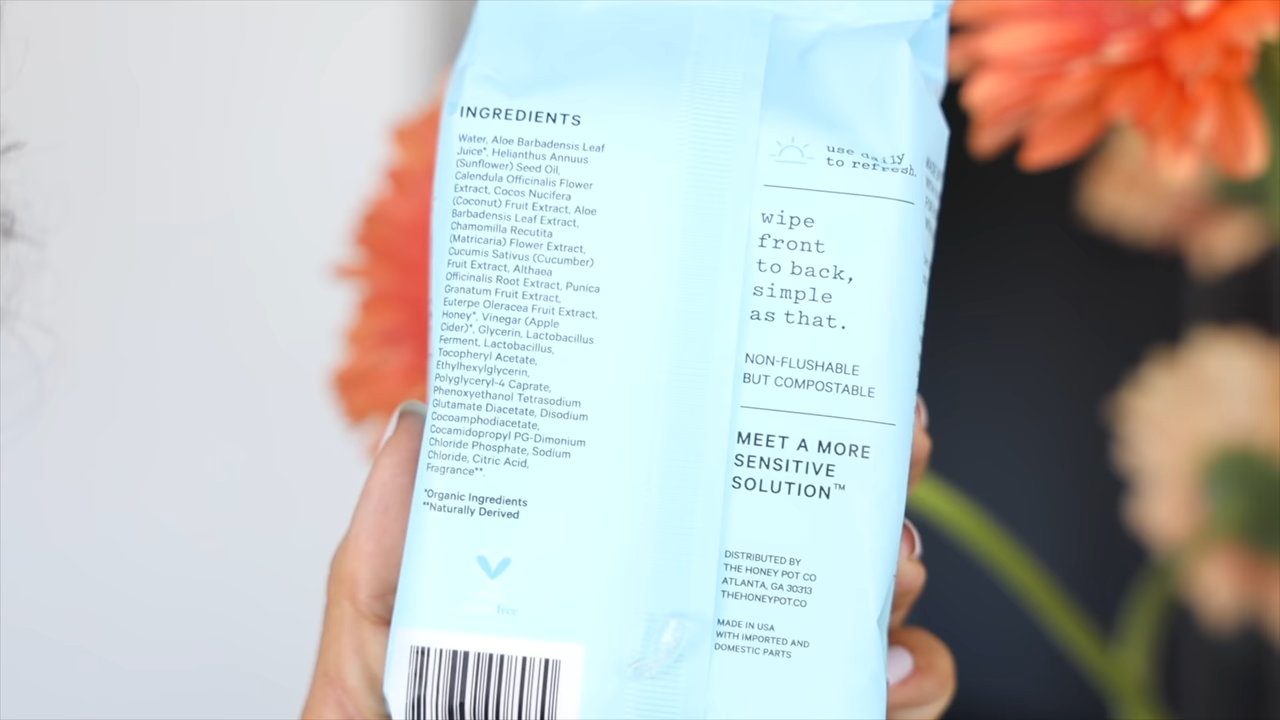 INGREDIENTS
Water, Aloe Barbadensis Leaf
Juice*, Helianthus Annuus
(Sunflower) Seed Oil,
Calendula Officinalis Flower
Extract, Cocos Nucifera
(Coconut) Fruit Extract, Aloe
Barbadensis Leaf Extract,
Chamomilla Recutita
(Matricaria) Flower Extract,
Cucumis Sativus (Cucumber)
Fruit Extract, Althaea
Officinalis Root Extract, Punica
Granatum Fruit Extract,
Euterpe Oleracea Fruit Extract,
Honey*, Vinegar (Apple
Cider)*, Glycerin, Lactobacillus
Ferment, Lactobacillus,
Tocopheryl Acetate,
Ethylhexylglycerin,
Polyglyceryl-4 Caprate,
Phenoxyethanol Tetrasodium
Glutamate Diacetate, Disodium
Cocoamphodiacetate,
Cocamidopropyl PG-Dimonium
Chloride Phosphate, Sodium
Chloride, Citric Acid,
Fragrance**.
*Organic Ingredients
**Naturally Derived
free
use daily
to refresh.
wipe
front
to back,
simple
as that.
NON-FLUSHABLE
BUT COMPOSTABLE
MEET A MORE
SENSITIVE
SOLUTION™
DISTRIBUTED BY
THE HONEY POT CO
ATLANTA, GA 30313
THEHONEYPOT.CO
MADE IN USA
WITH IMPORTED AND
DOMESTIC PARTS